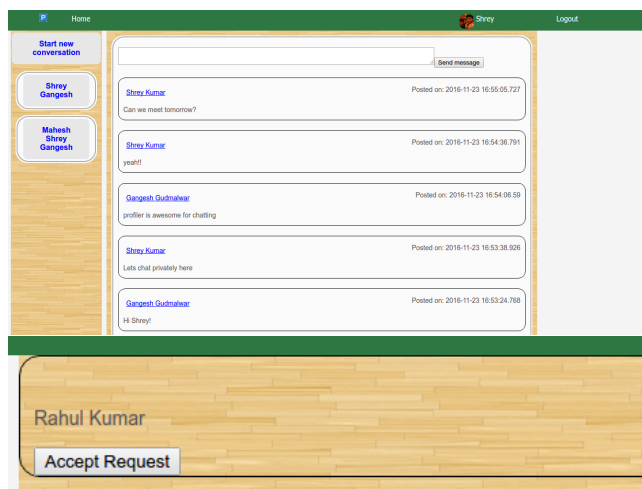 P Home Shrey Logout
Start new
conversation
Shrey
Gangesh
Mahesh
Shrey
Gangesh
Send message
Shrey Kumar Posted on: 2016-11-23 16:55:05.727
Can we meet tomorrow?
Shrey Kumar Posted on: 2016-11-23 16:54:36.791
yeah!!
Gangesh Gudmalwar Posted on: 2016-11-23 16:54:06.59
profiler is awesome for chatting
Shrey Kumar Posted on: 2016-11-23 16:53:38.926
Lets chat privately here
Gangesh Gudmalwar Posted on: 2016-11-23 16:53:24.768
Hi Shrey!
Rahul Kumar
Accept Request